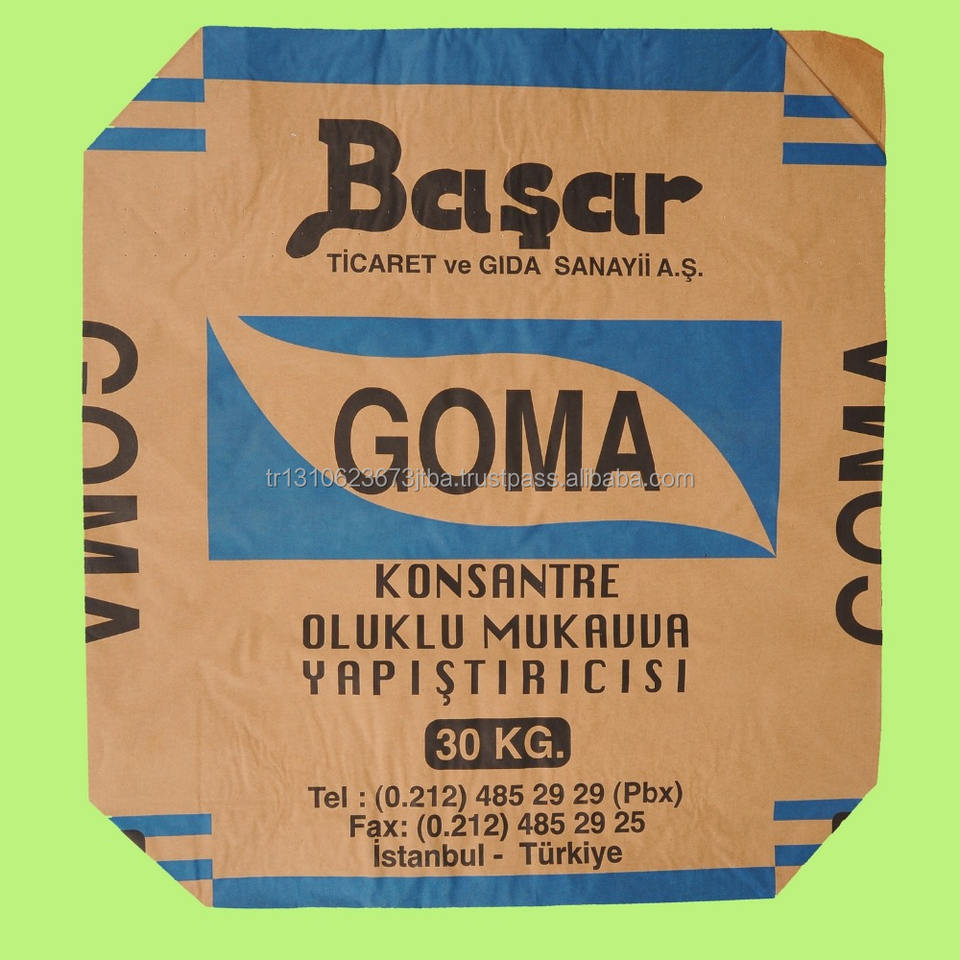 Başar
TİCARET ve GIDA SANAYİİ A.Ş.
GOMA
GOMA
GOMA
tr1310623673jtba.trustpass.alibaba.com
KONSANTRE
OLUKLU MUKAVVA
YAPIŞTIRICISI
30 KG.
Tel : (0.212) 485 29 29 (Pbx)
Fax: (0.212) 485 29 25
İstanbul - Türkiye